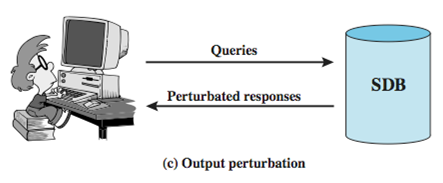 Queries
Perturbated responses
SDB
(c) Output perturbation